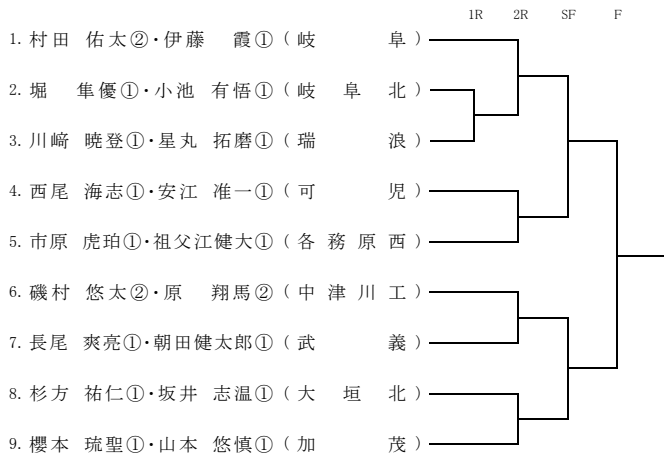 1R 2R SF F
1. 村田 佑太②・伊藤 霞① ( 岐 阜 )
2. 堀 隼優①・小池 有悟① ( 岐 阜 北 )
3. 川﨑 暁登①・星丸 拓磨① ( 瑞 浪 )
4. 西尾 海志①・安江 准一① ( 可 児 )
5. 市原 虎珀①・祖父江健大① ( 各 務 原 西 )
6. 磯村 悠太②・原 翔馬② ( 中 津 川 工 )
7. 長尾 爽亮①・朝田健太郎① ( 武 義 )
8. 杉方 祐仁①・坂井 志温① ( 大 垣 北 )
9. 櫻本 琉聖①・山本 悠慎① ( 加 茂 )